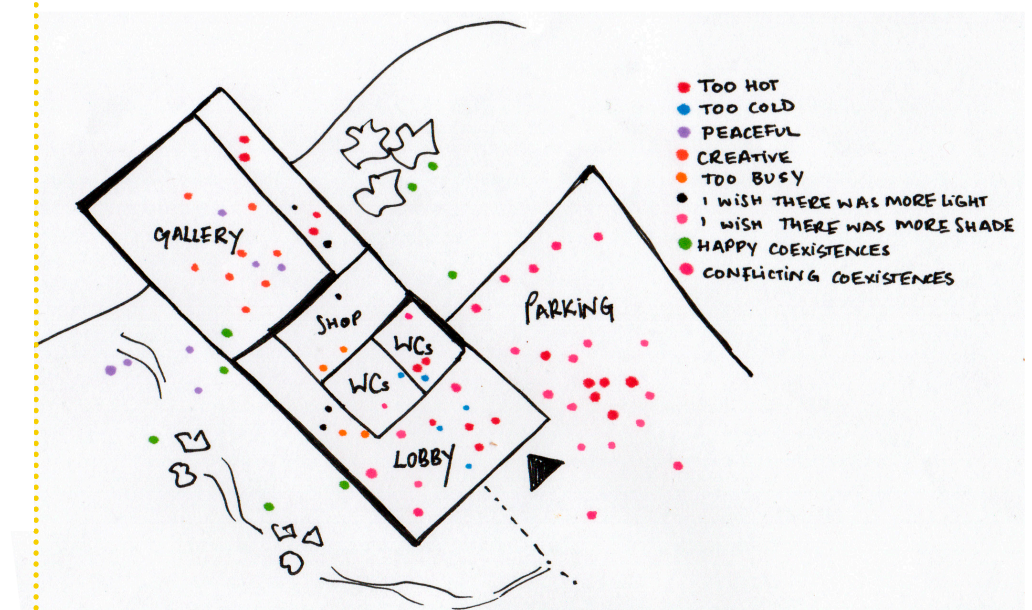 TOO HOT
TOO COLD
PEACEFUL
CREATIVE
TOO BUSY
I WISH THERE WAS MORE LIGHT
I WISH THERE WAS MORE SHADE
HAPPY COEXISTENCES
CONFLICTING COEXISTENCES
GALLERY
PARKING
SHOP
WCs
WCs
LOBBY